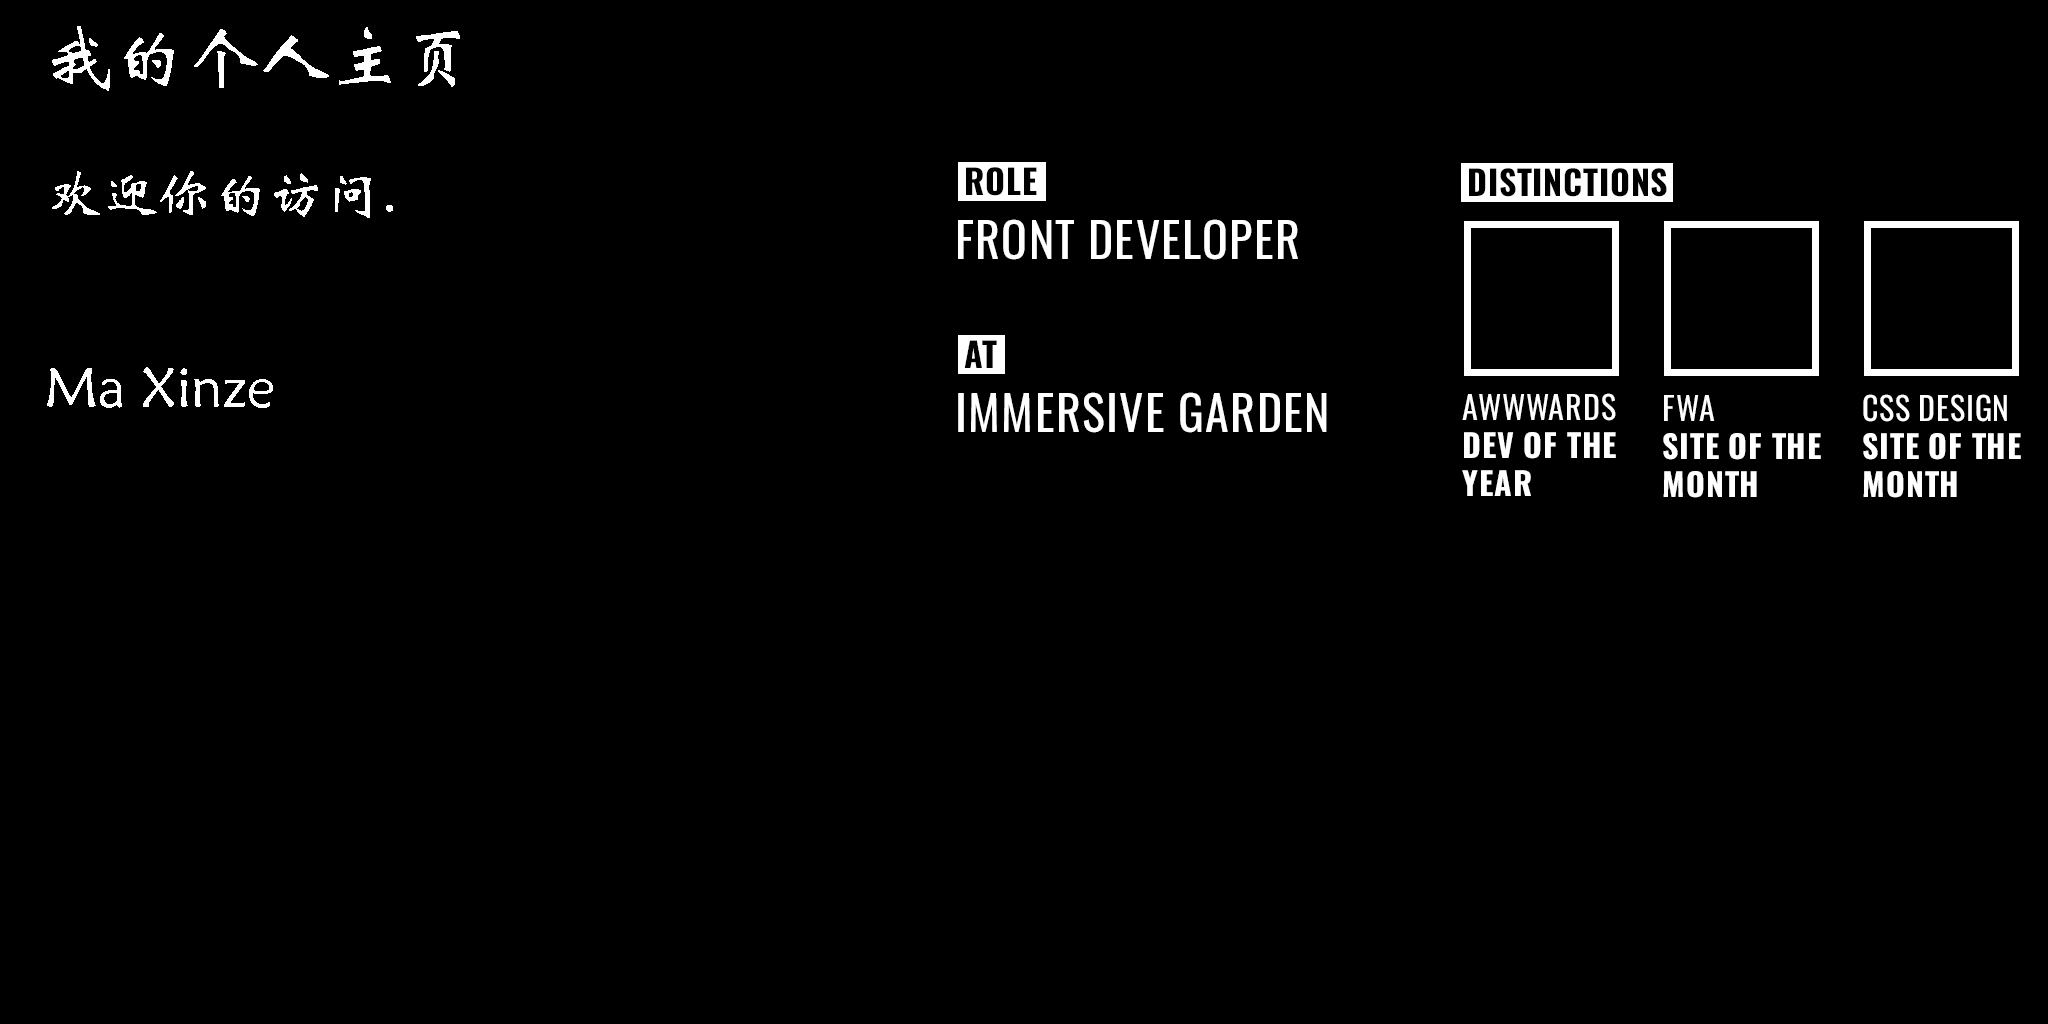 我的个人主页
欢迎你的访问.
Ma Xinze
ROLE
FRONT DEVELOPER
AT
IMMERSIVE GARDEN
DISTINCTIONS
AWWWARDS
DEV OF THE
YEAR
FWA
SITE OF THE
MONTH
CSS DESIGN
SITE OF THE
MONTH